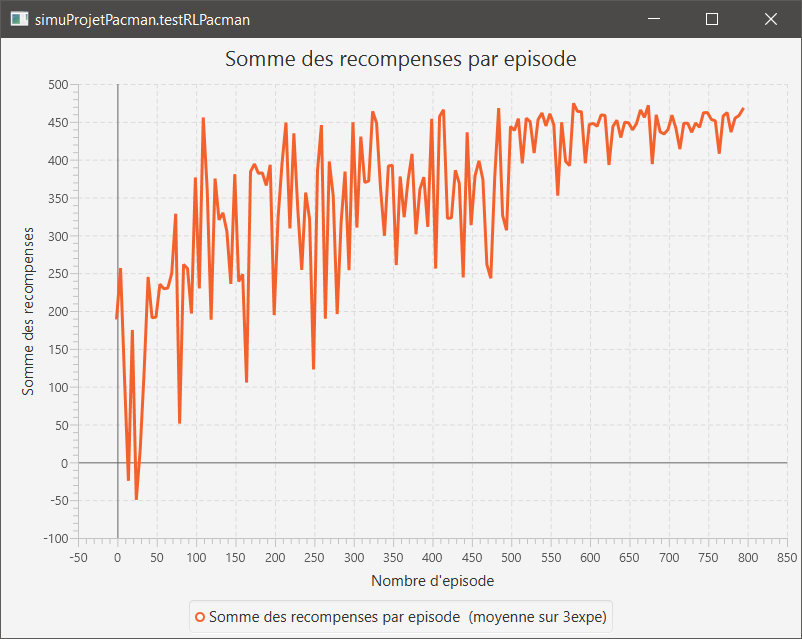 simuProjetPacman.testRLPacman
Somme des recompenses par episode
Somme des recompenses
500
450
400
350
300
250
200
150
100
50
0
-50
-100
-50 0 50 100 150 200 250 300 350 400 450 500 550 600 650 700 750 800 850
Nombre d'episode
Somme des recompenses par episode (moyenne sur 3expe)